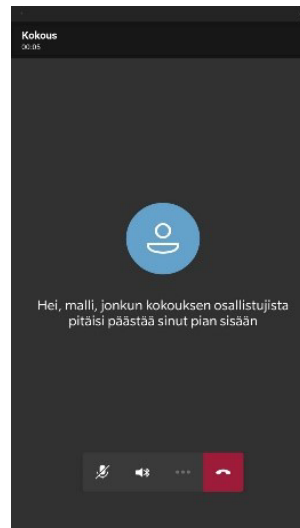 Kokous
00:05
Hei, malli, jonkun kokouksen osallistujista
pitäisi päästää sinut pian sisään